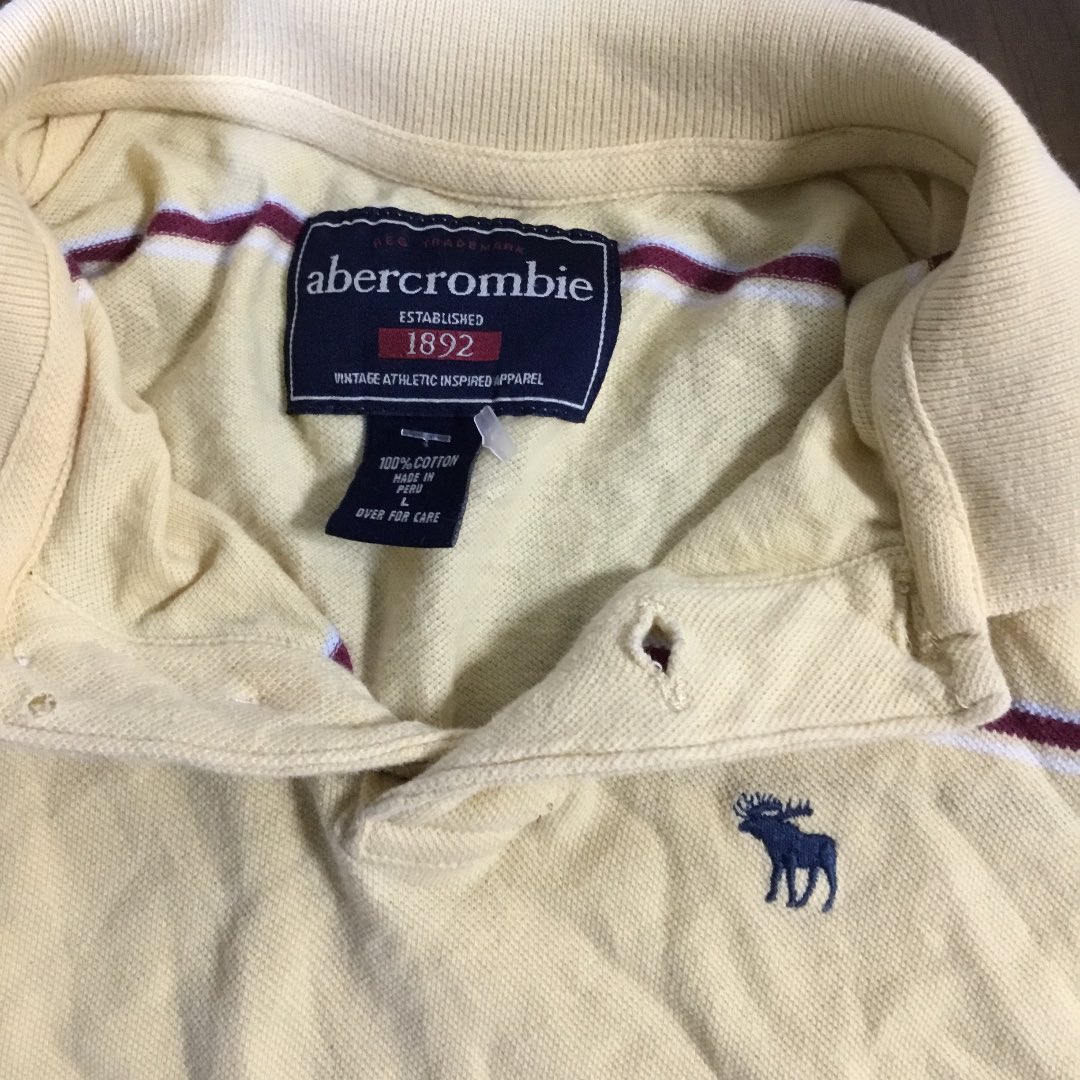 REG TRADEMARK
abercrombie
ESTABLISHED
1892
VINTAGE ATHLETIC INSPIRED APPAREL
100% COTTON
MADE IN
PERU
L
OVER FOR CARE